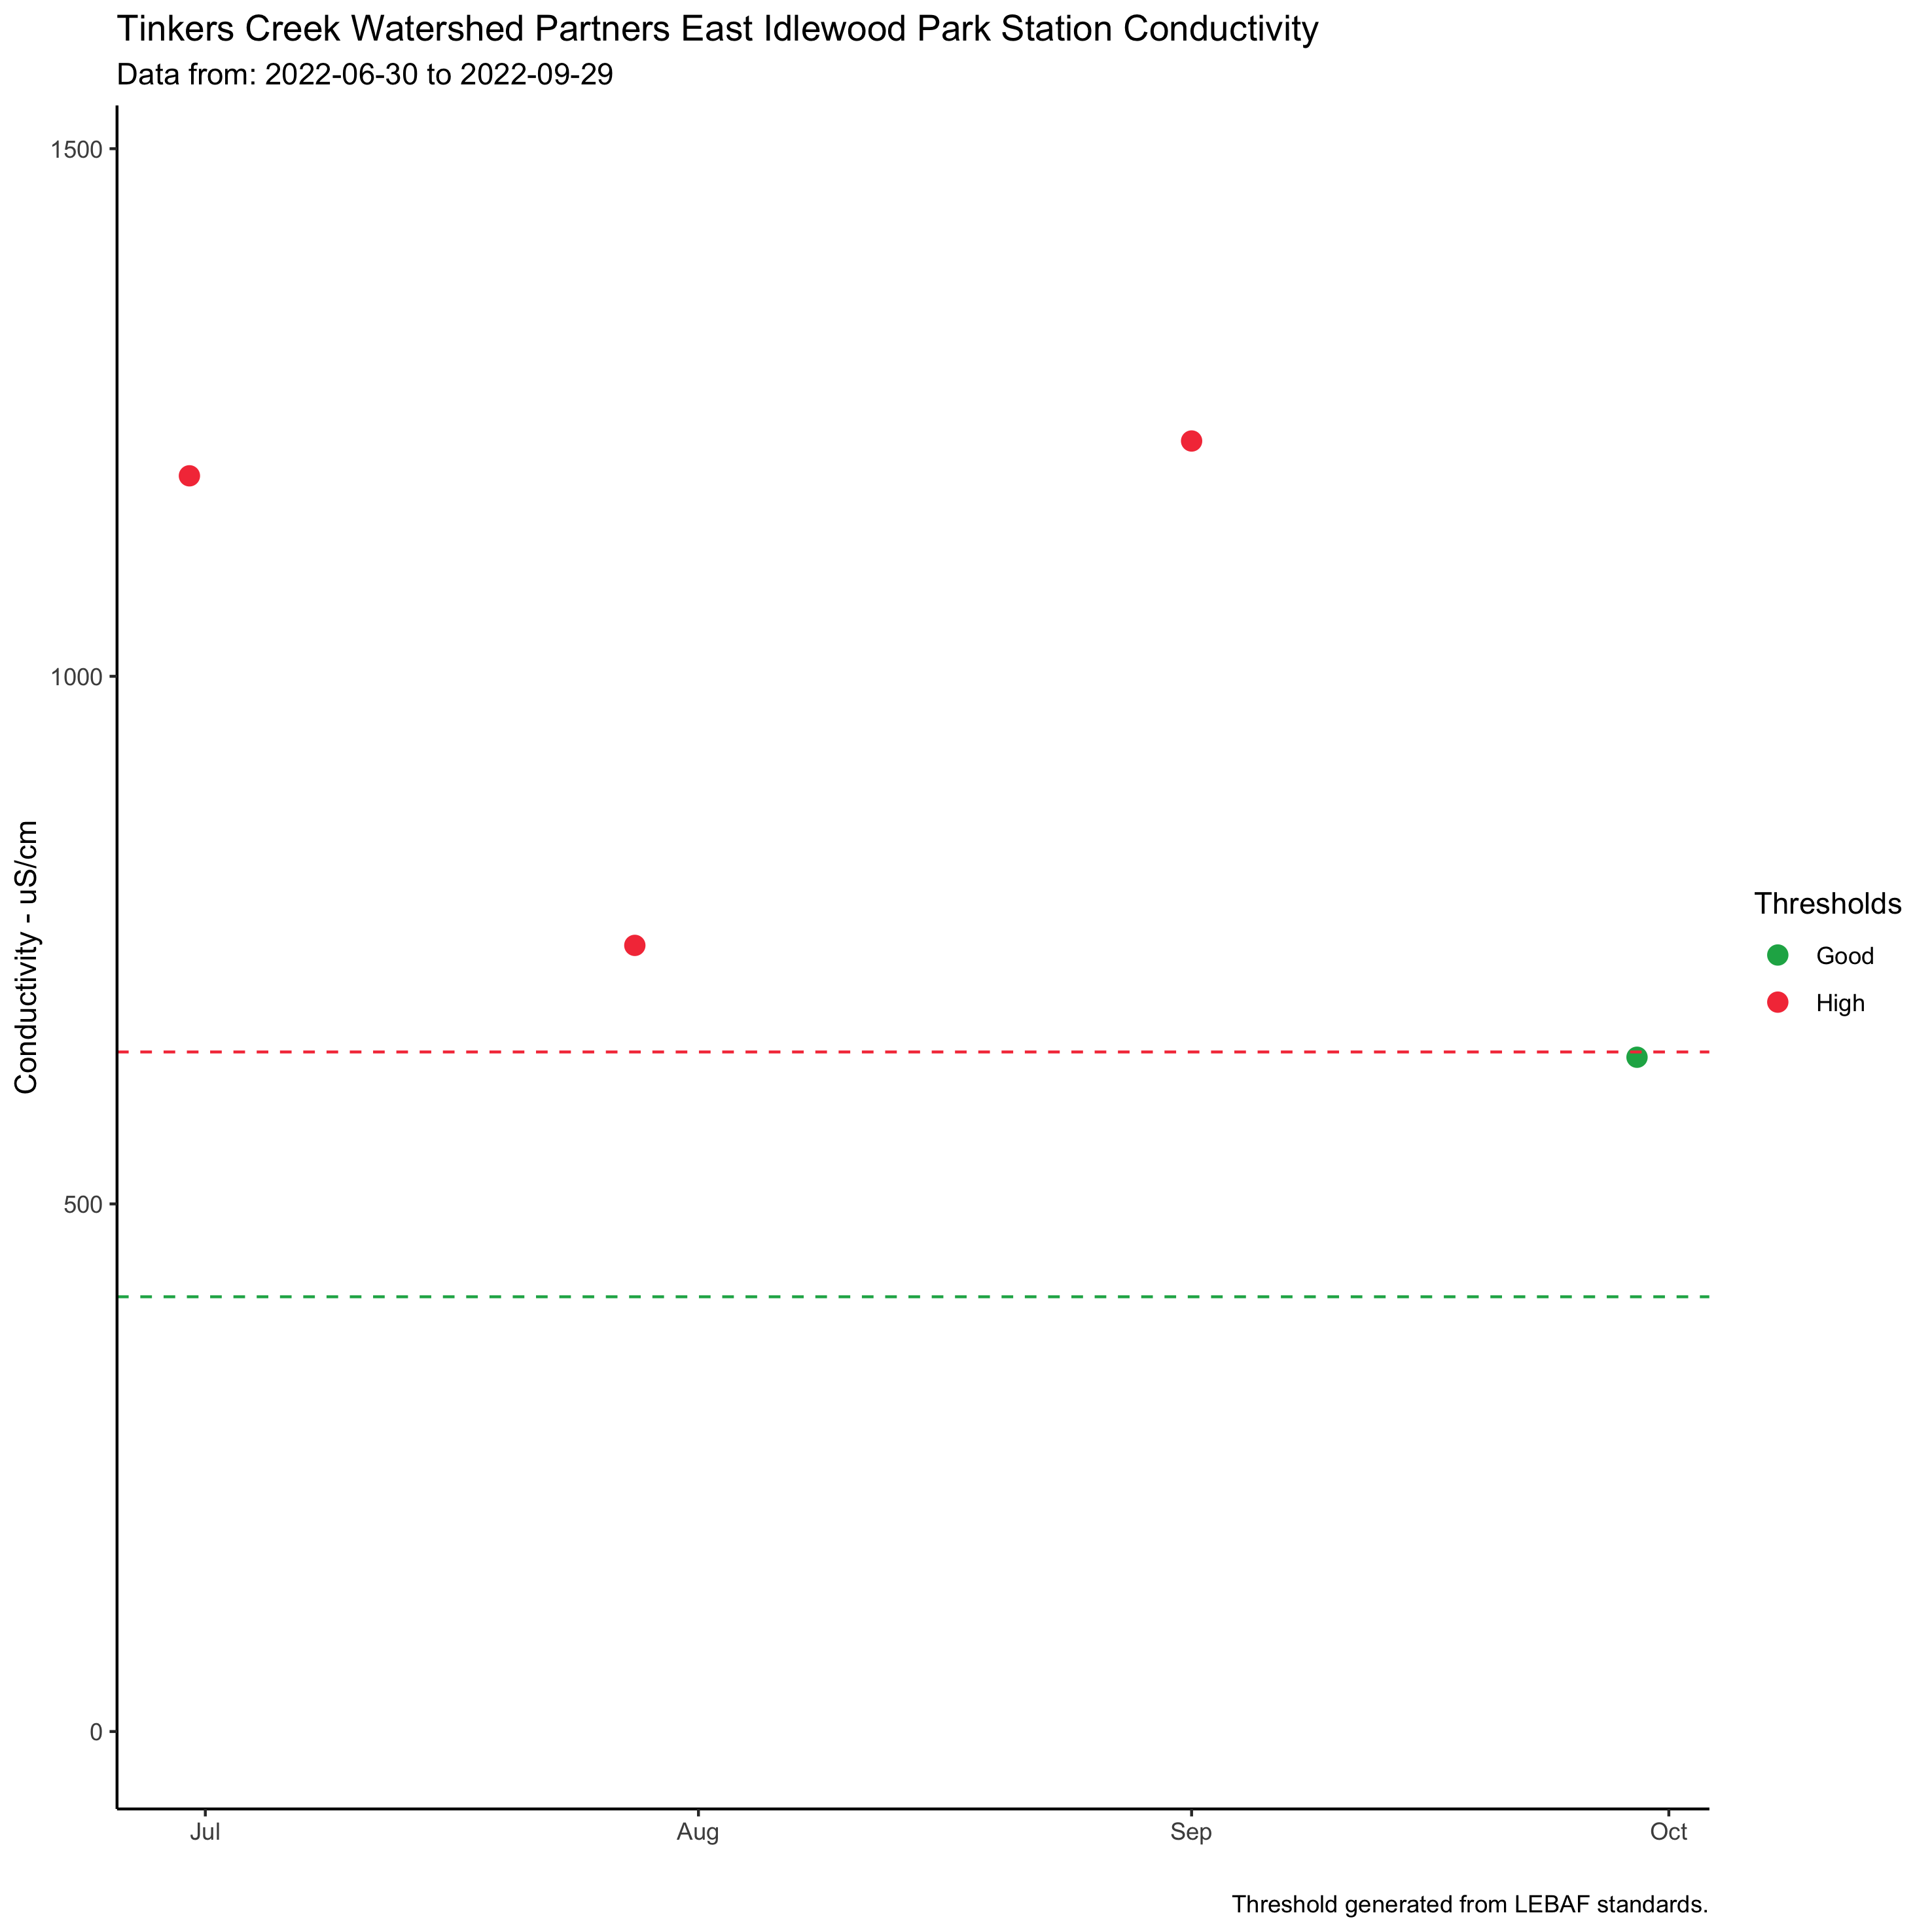 Tinkers Creek Watershed Partners East Idlewood Park Station Conductivity
Data from: 2022-06-30 to 2022-09-29
1500
1000
500
0
Conductivity - uS/cm
Jul
Aug
Sep
Oct
Thresholds
Good
High
Threshold generated from LEBAF standards.